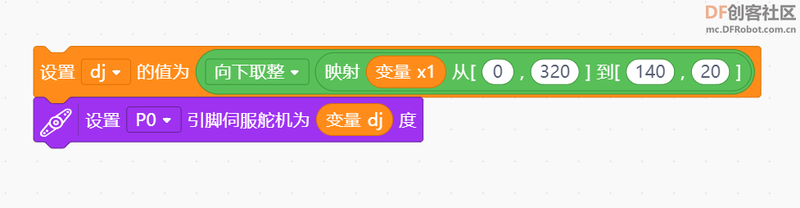 DF创客社区
mc.DFRobot.com.cn
设置 dj 的值为 向下取整 映射 变量 x1 从[ 0 , 320 ] 到[ 140 , 20 ]
设置 P0 引脚伺服舵机为 变量 dj 度